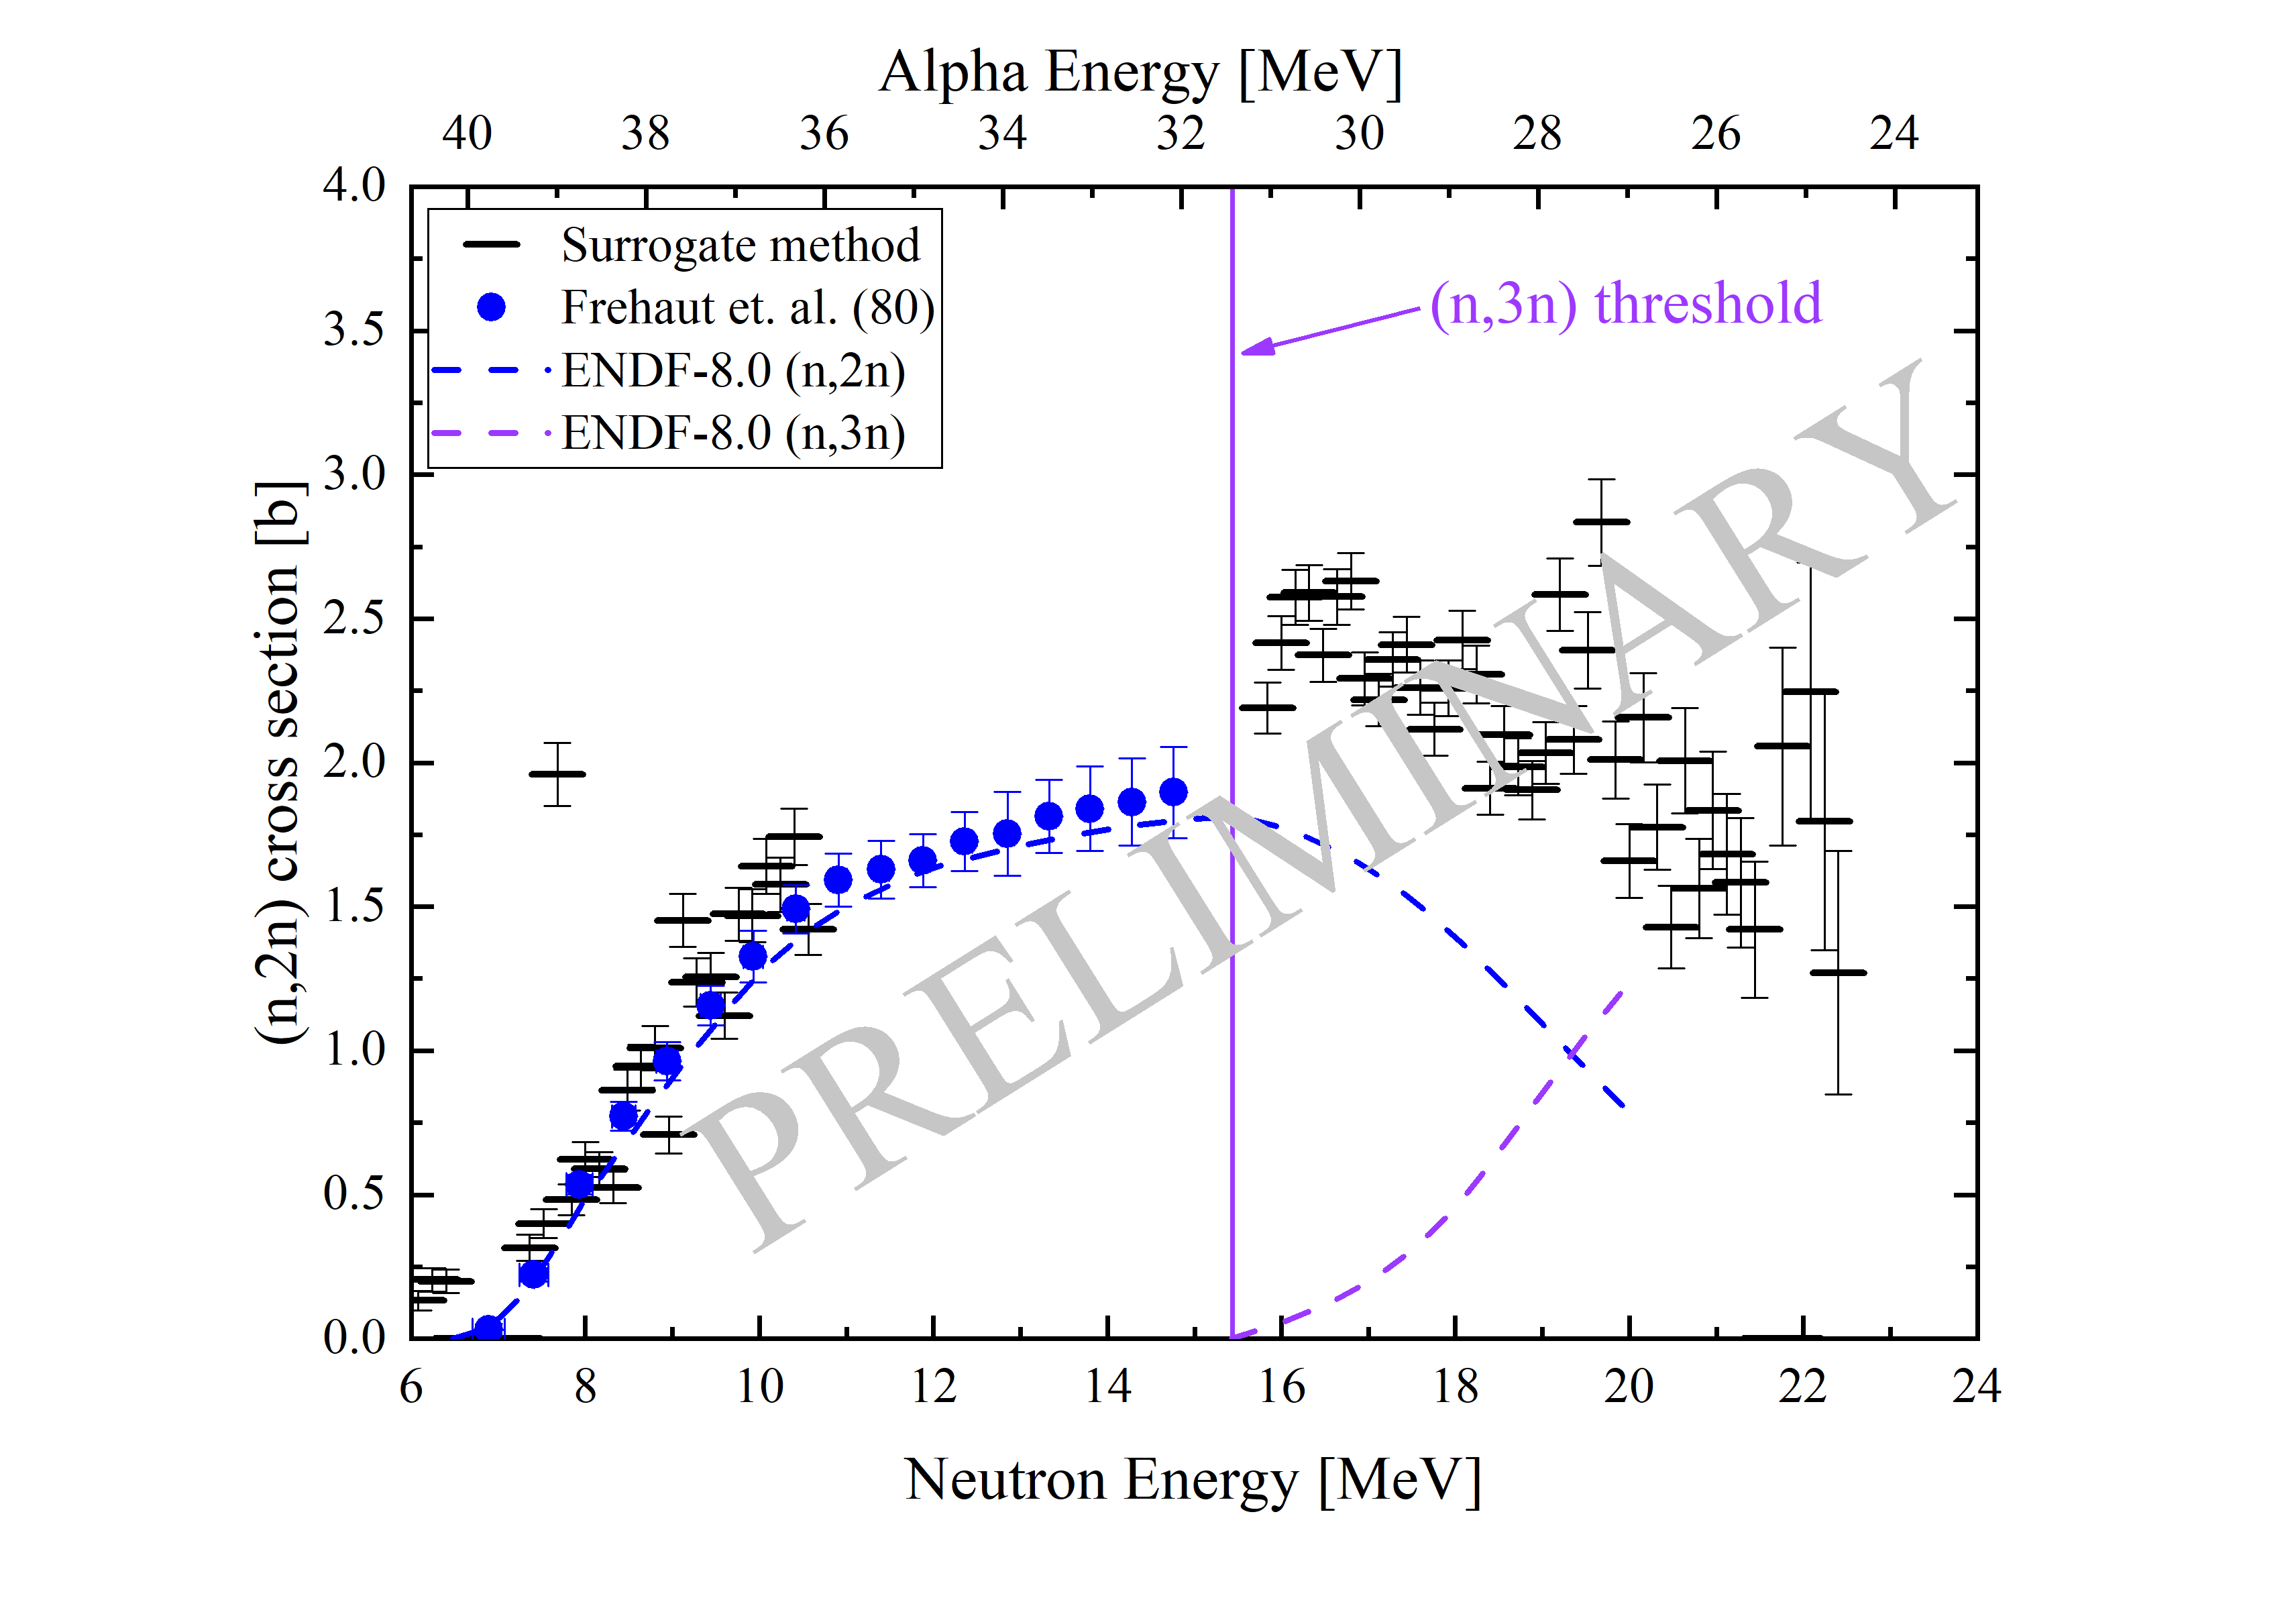 Alpha Energy [MeV]
40 38 36 34 32 30 28 26 24
4.0
3.5
3.0
2.5
2.0
1.5
1.0
0.5
0.0
(n,2n) cross section [b]
Surrogate method
Frehaut et. al. (80)
ENDF-8.0 (n,2n)
ENDF-8.0 (n,3n)
(n,3n) threshold
PRELIMINARY
6 8 10 12 14 16 18 20 22 24
Neutron Energy [MeV]